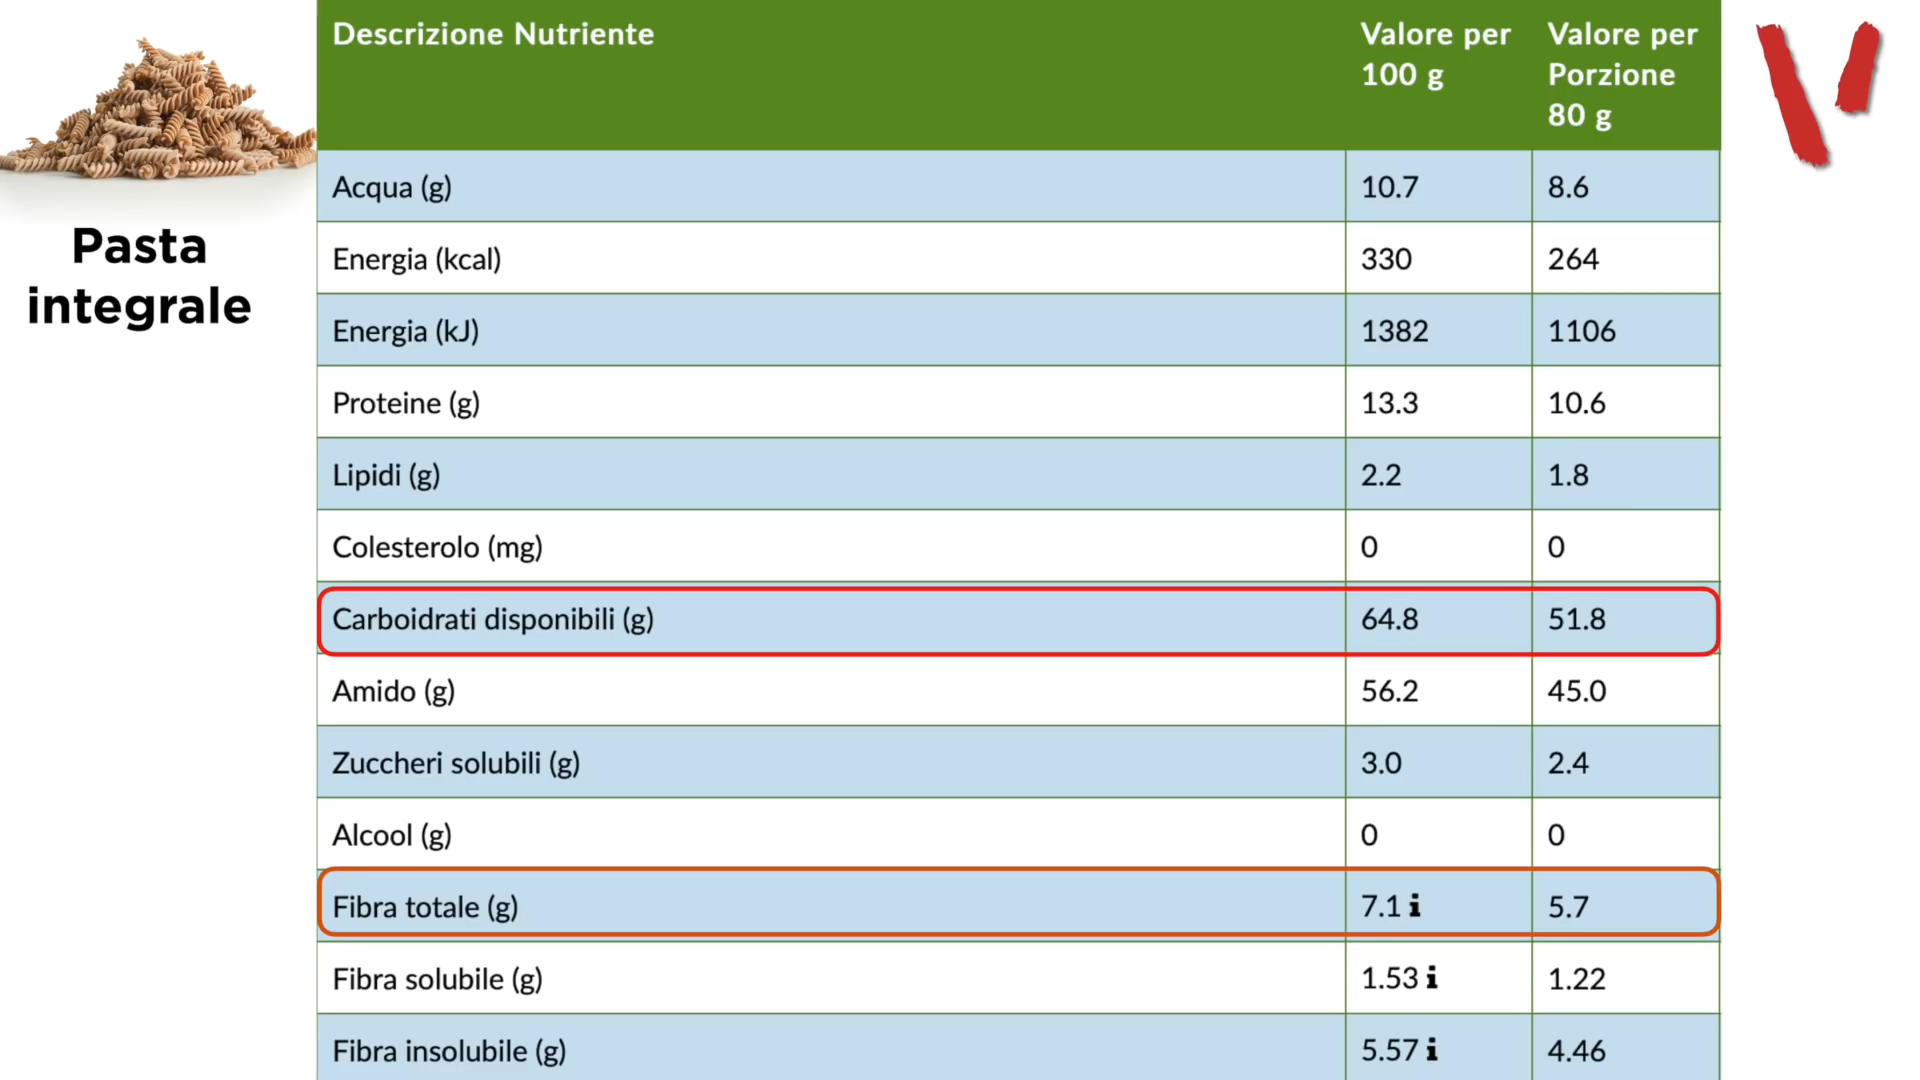 Pasta
integrale
Descrizione Nutriente Valore per 100 g Valore per Porzione 80 g
Acqua (g) 10.7 8.6
Energia (kcal) 330 264
Energia (kJ) 1382 1106
Proteine (g) 13.3 10.6
Lipidi (g) 2.2 1.8
Colesterolo (mg) 0 0
Carboidrati disponibili (g) 64.8 51.8
Amido (g) 56.2 45.0
Zuccheri solubili (g) 3.0 2.4
Alcool (g) 0 0
Fibra totale (g) 7.1 i 5.7
Fibra solubile (g) 1.53 i 1.22
Fibra insolubile (g) 5.57 i 4.46